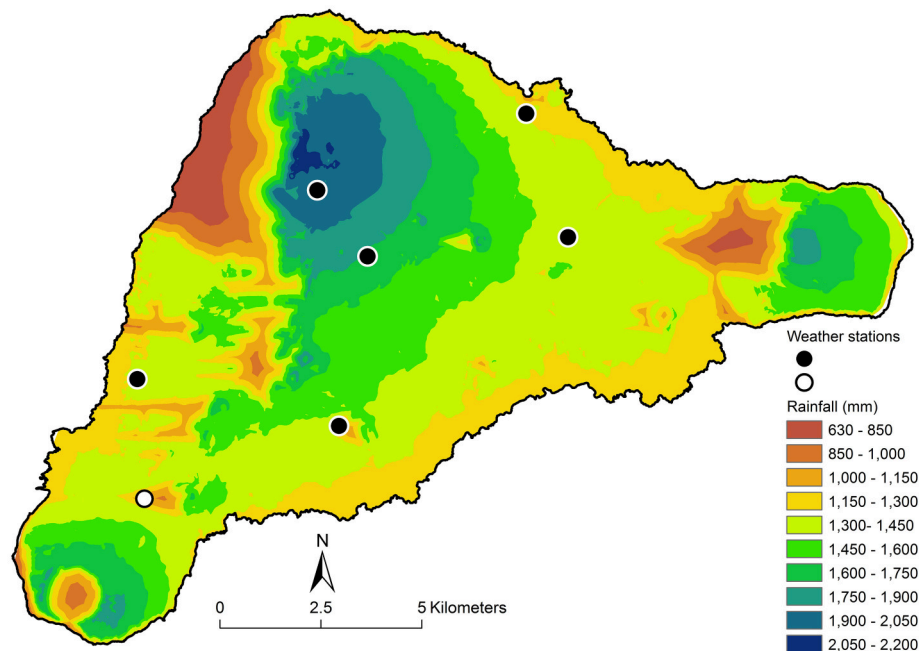 N
0 2.5 5 Kilometers
Weather stations
Rainfall (mm)
630 - 850
850 - 1,000
1,000 - 1,150
1,150 - 1,300
1,300 - 1,450
1,450 - 1,600
1,600 - 1,750
1,750 - 1,900
1,900 - 2,050
2,050 - 2,200